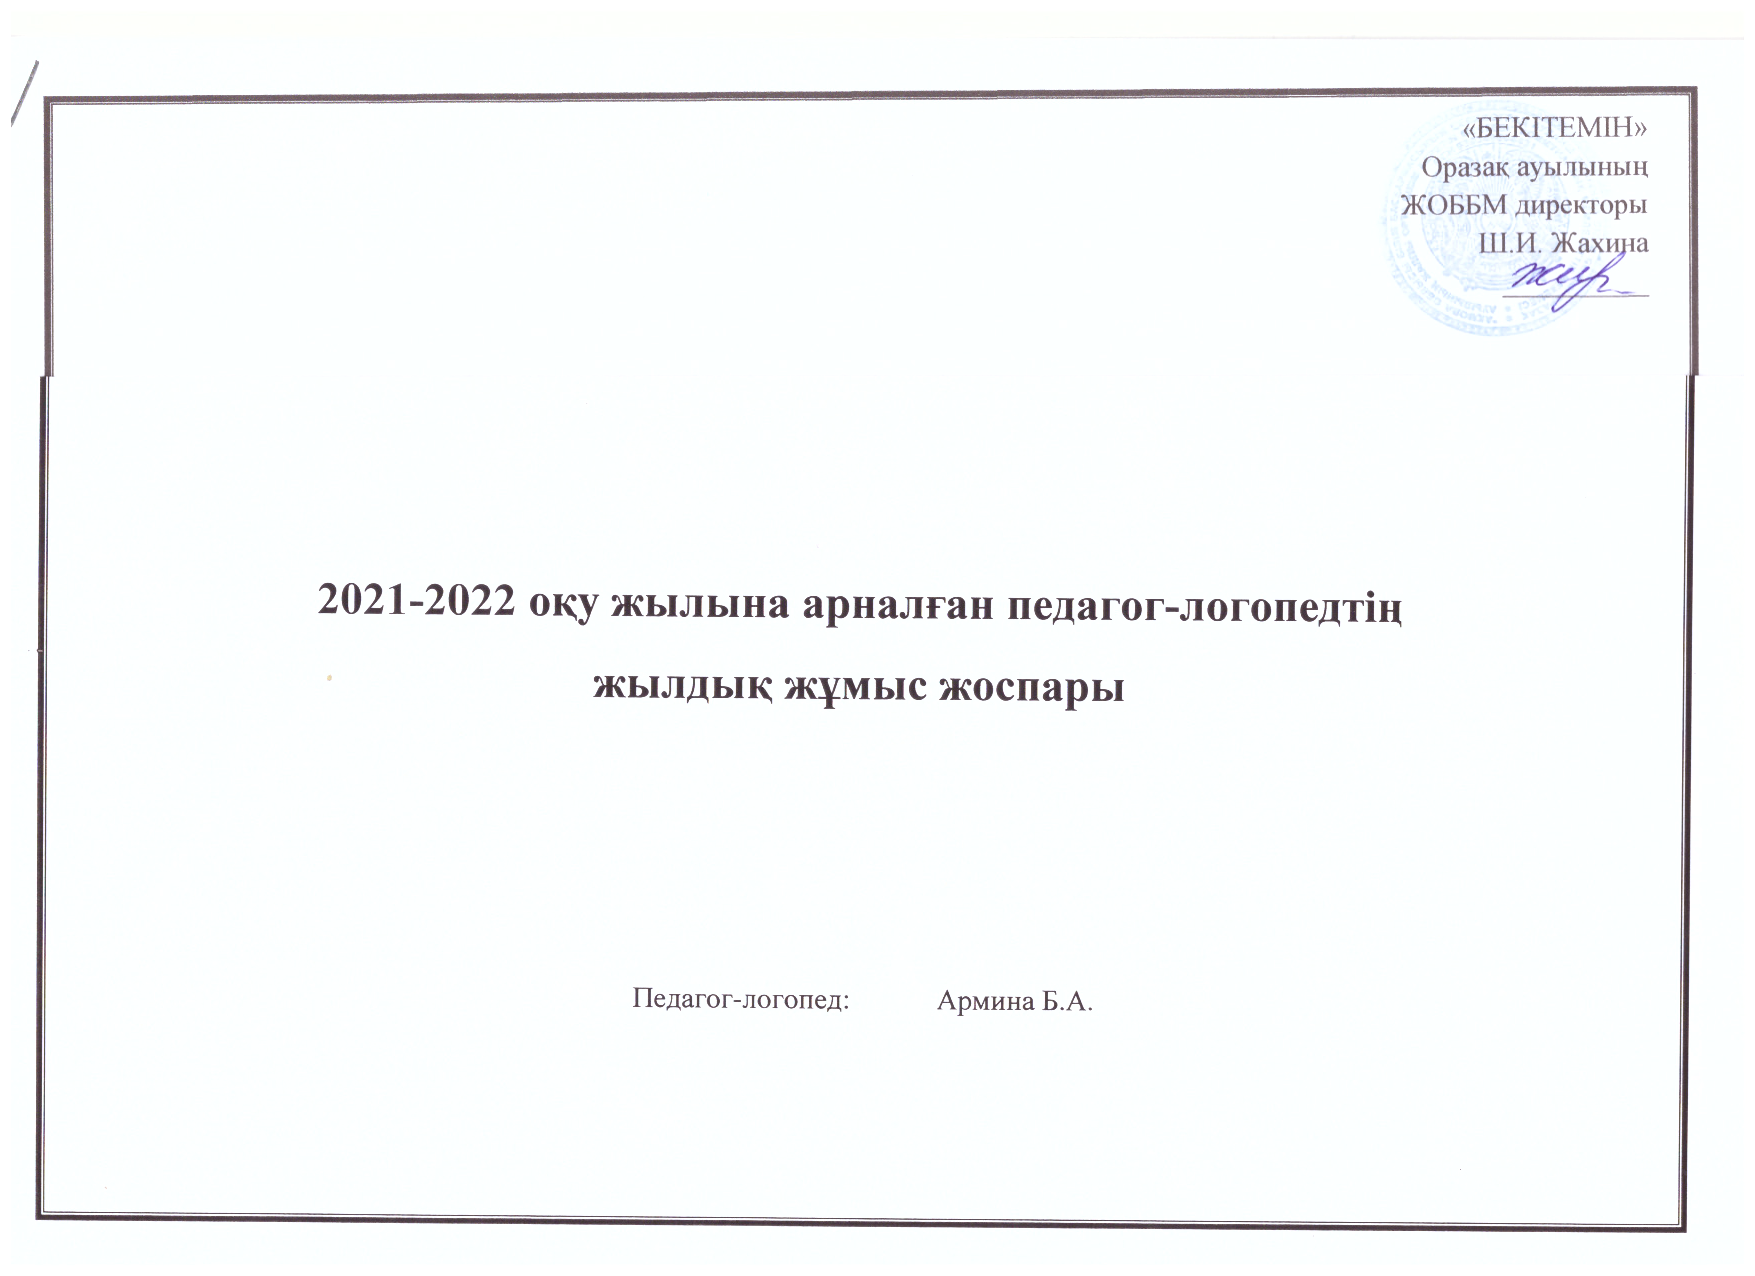 «БЕКІТЕМІН»
Оразақ ауылының
ЖОББМ директоры
Ш.И. Жахина
2021-2022 оқу жылына арналған педагог-логопедтің
жылдық жұмыс жоспары
Педагог-логопед: Армина Б.А.